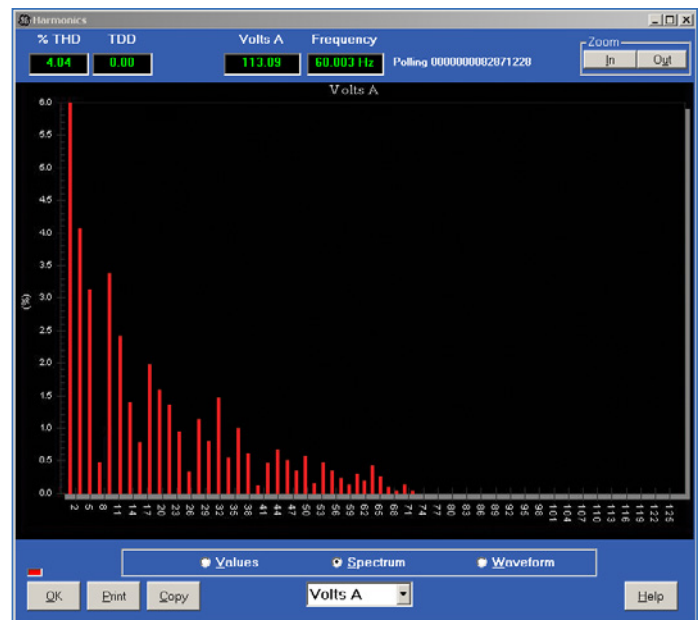 Harmonics
% THD TDD Volts A Frequency Zoom
4.04 0.00 113.09 60.003 Hz Polling 0000000002871228 In Out
Volts A
6.0
5.5
5.0
4.5
4.0
3.5
3.0
2.5
2.0
1.5
1.0
0.5
0.0
(%)
2 5 8 11 14 17 20 23 26 29 32 35 38 41 44 47 50 53 56 59 62 65 68 71 74 77 80 83 86 89 92 95 98 101 104 107 110 113 116 119 122 125
Values Spectrum Waveform
OK Print Copy Volts A Help